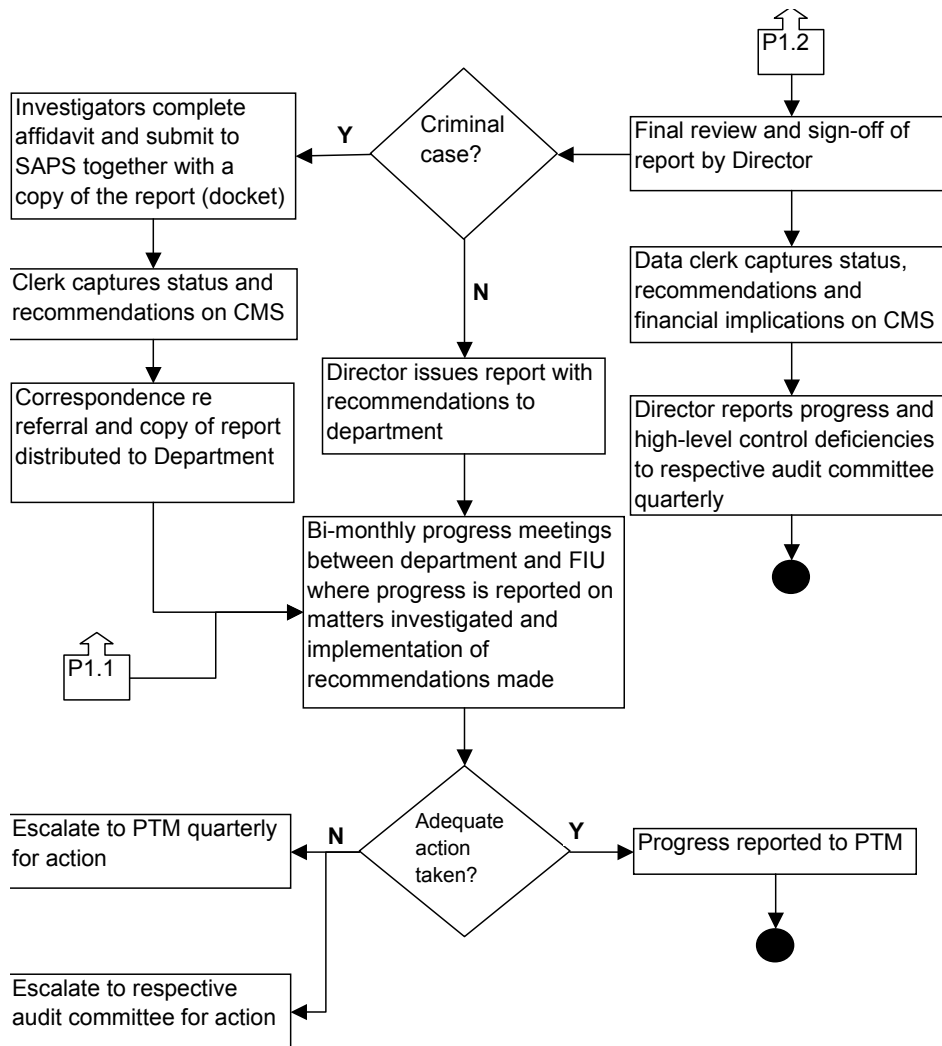 P1.2
Final review and sign-off of
report by Director
Criminal
case?
Y
Investigators complete
affidavit and submit to
SAPS together with a
copy of the report (docket)
Clerk captures status and
recommendations on CMS
Correspondence re
referral and copy of report
distributed to Department
N
Director issues report with
recommendations to
department
Data clerk captures status,
recommendations and
financial implications on CMS
Director reports progress and
high-level control deficiencies
to respective audit committee
quarterly
Bi-monthly progress meetings
between department and FIU
where progress is reported on
matters investigated and
implementation of
recommendations made
P1.1
Adequate
action
taken?
N
Escalate to PTM quarterly
for action
Escalate to respective
audit committee for action
Y
Progress reported to PTM